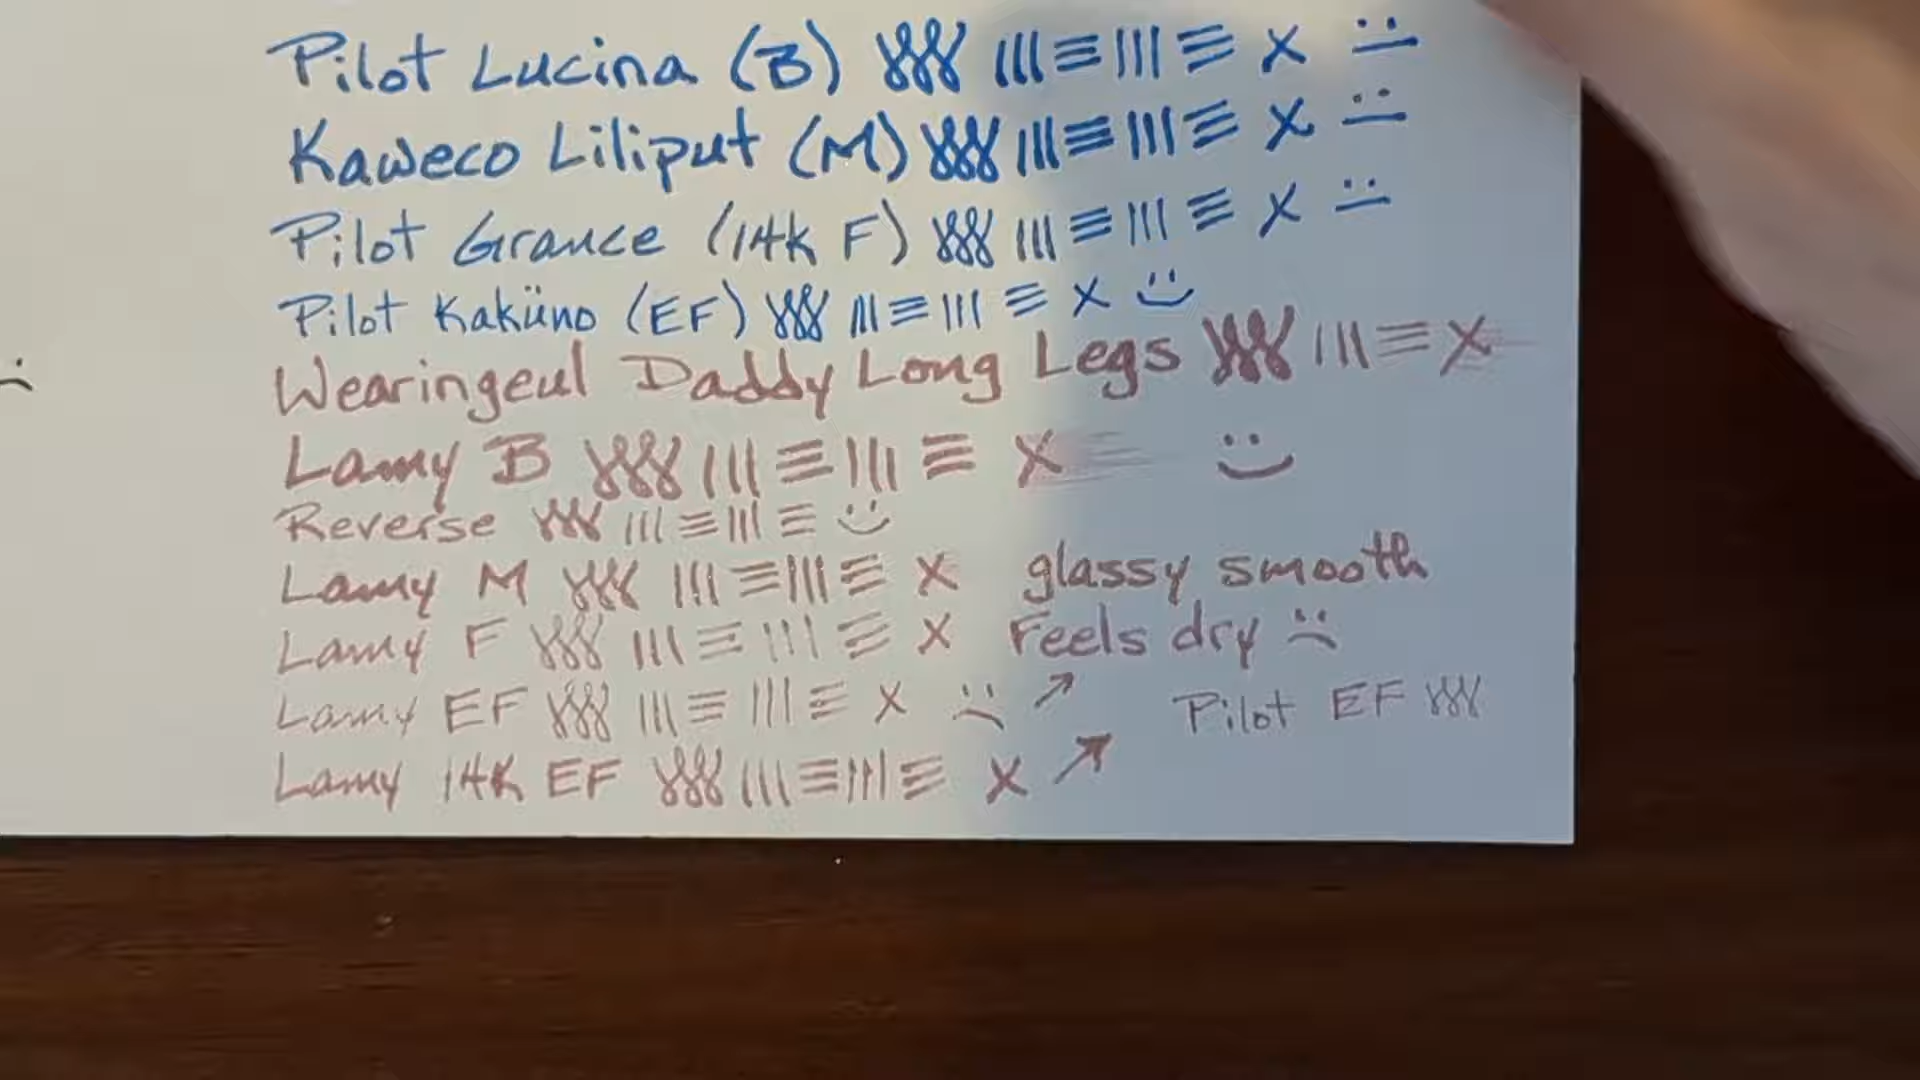 Pilot Lucina (B) X
Kaweco Liliput (M) X
Pilot Grance (14k F) X
Pilot Kaküno (EF) X
Wearingeul Daddy Long Legs X
Lamy B X
Reverse
Lamy M X glassy smooth
Lamy F X Feels dry
Lamy EF X Pilot EF
Lamy 14K EF X